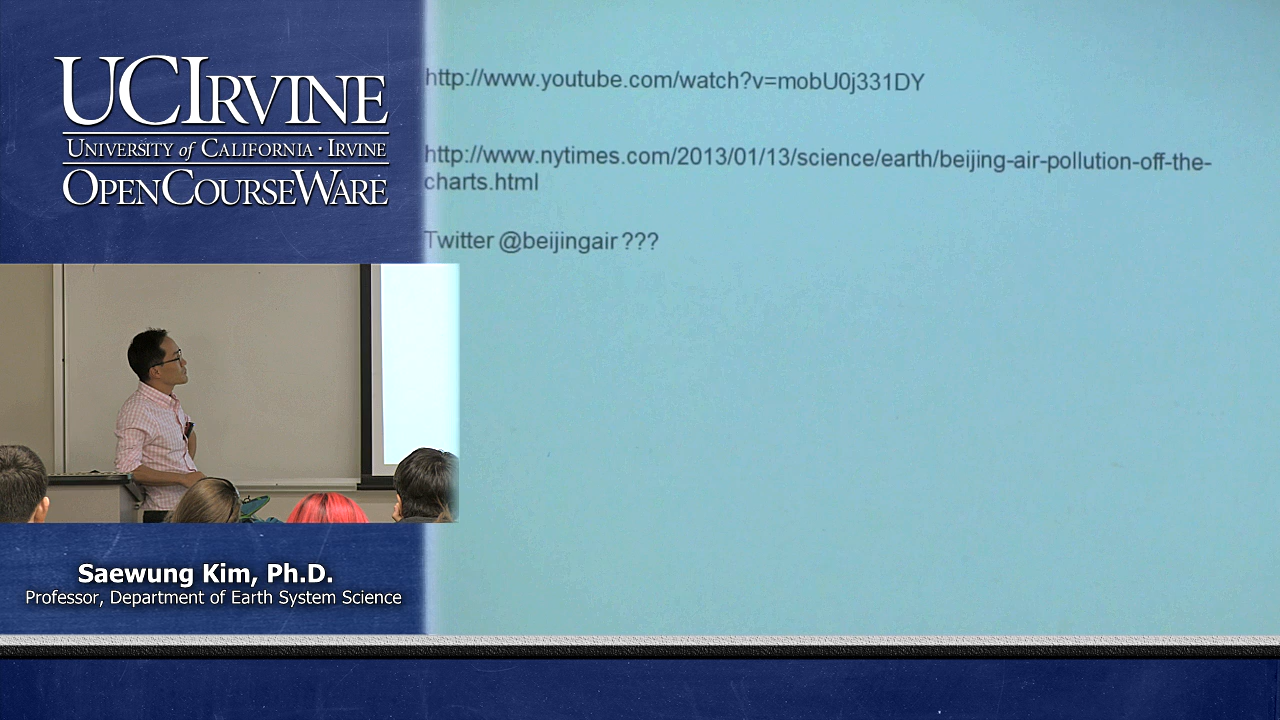 UCIRVINE
UNIVERSITY of CALIFORNIA · IRVINE
OPENCOURSEWARE
http://www.youtube.com/watch?v=mobU0j331DY
http://www.nytimes.com/2013/01/13/science/earth/beijing-air-pollution-off-the-
charts.html
Twitter @beijingair ???
Saewung Kim, Ph.D.
Professor, Department of Earth System Science